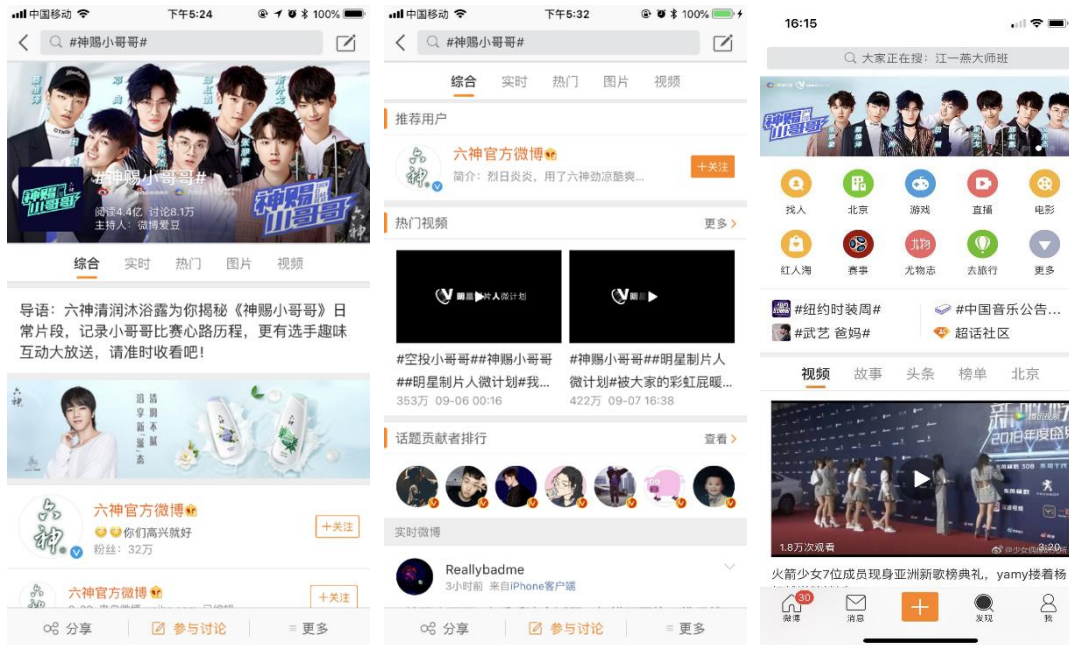 中国移动
下午5:24
100%
#神赐小哥哥#
#神赐小哥哥#
阅读4.4亿 讨论8.1万
主持人：微博爱豆
神赐小哥哥
综合 实时 热门 图片 视频
导语：六神清润沐浴露为你揭秘《神赐小哥哥》日
常片段，记录小哥哥比赛心路历程，更有选手趣味
互动大放送，请准时收看吧！
六神
清润不腻
六神官方微博
你们高兴就好
粉丝：32万
+关注
六神官方微博
+关注
分享
参与讨论
更多
中国移动
下午5:32
100%
#神赐小哥哥#
综合 实时 热门 图片 视频
推荐用户
六神官方微博
简介：烈日炎炎，用了六神劲凉酷爽...
+关注
热门视频
更多
#空投小哥哥##神赐小哥哥
##明星制片人微计划#我...
353万 09-06 00:16
#神赐小哥哥##明星制片人
微计划#被大家的彩虹屁暖...
422万 09-07 16:38
话题贡献者排行
查看
实时微博
Reallybadme
3小时前 来自iPhone客户端
分享
参与讨论
更多
16:15
大家正在搜：江一燕大师班
神赐小哥哥
找人 北京 游戏 直播 电影
红人淘 赛事 尤物志 去旅行 更多
#纽约时装周# #中国音乐公告...
#武艺 爸妈# 超话社区
视频 故事 头条 榜单 北京
1.8万次观看
3:20
火箭少女7位成员现身亚洲新歌榜典礼，yamy搂着杨
30
微博 消息 发现 我